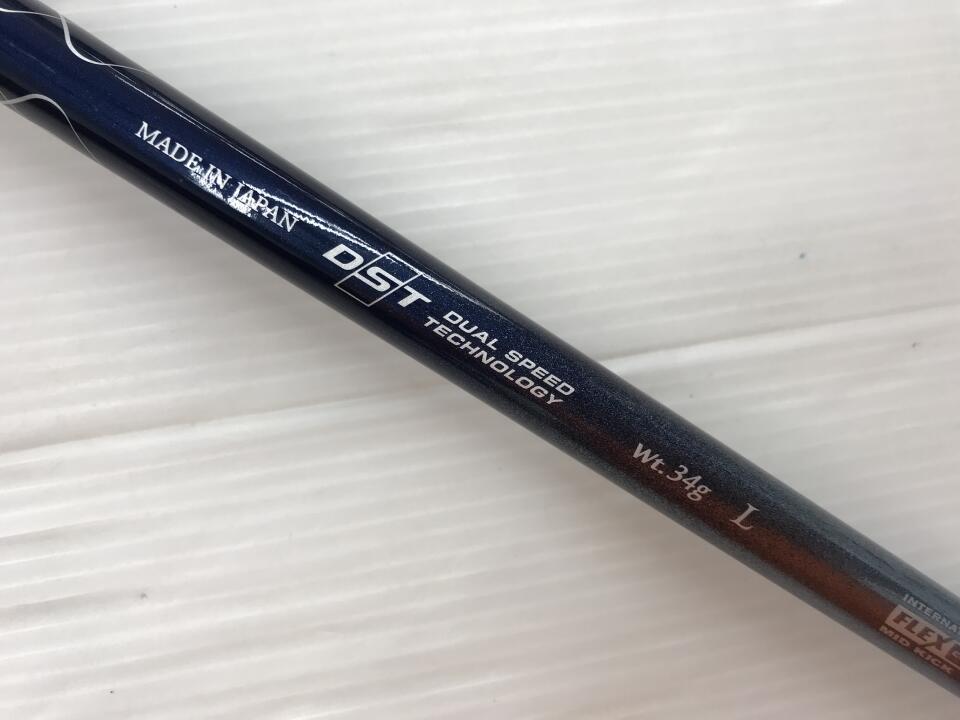 MADE IN JAPAN
DST
DUAL SPEED
TECHNOLOGY
Wt. 34g
L
FLEX
MID KICK